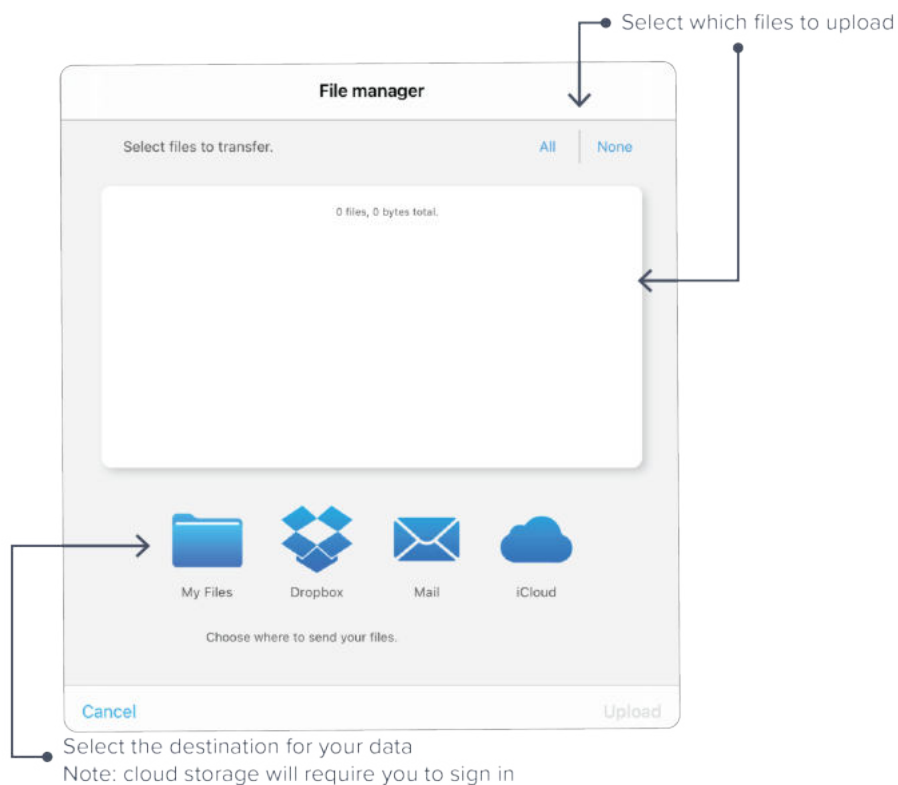 Select which files to upload
File manager
Select files to transfer.
All
None
0 files, 0 bytes total.
My Files
Dropbox
Mail
iCloud
Choose where to send your files.
Cancel
Upload
Select the destination for your data
Note: cloud storage will require you to sign in